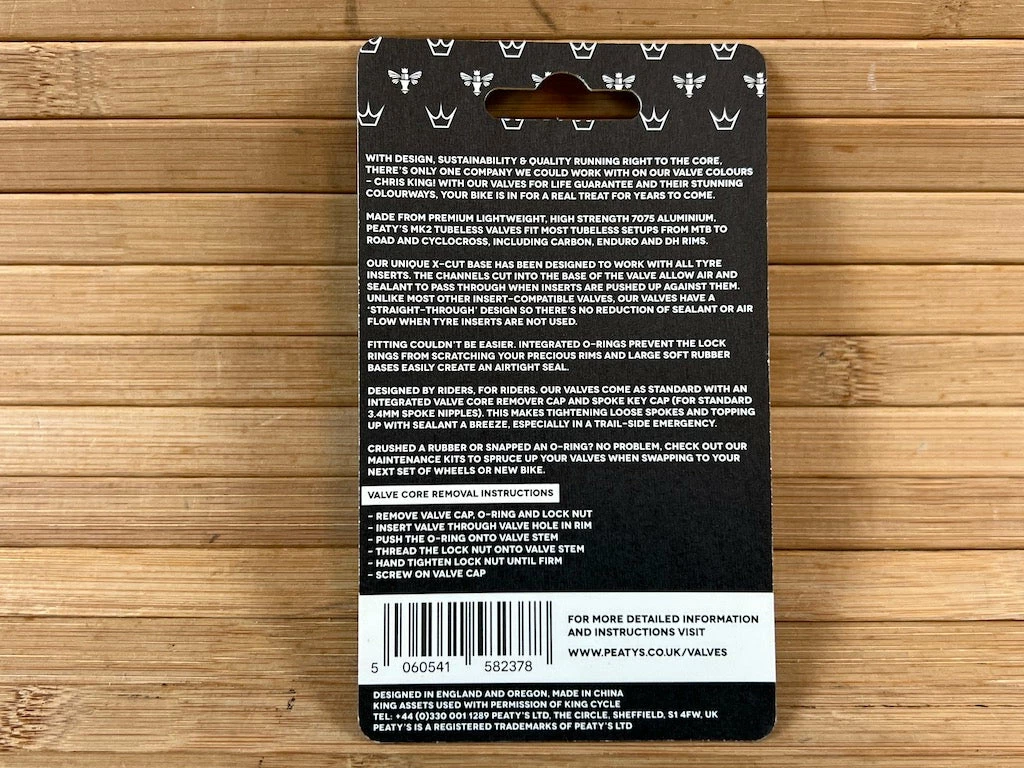 WITH DESIGN, SUSTAINABILITY & QUALITY RUNNING RIGHT TO THE CORE,
THERE'S ONLY ONE COMPANY WE COULD WORK WITH ON OUR VALVE COLOURS
– CHRIS KING! WITH OUR VALVES FOR LIFE GUARANTEE AND THEIR STUNNING
COLOURWAYS, YOUR BIKE IS IN FOR A REAL TREAT FOR YEARS TO COME.
MADE FROM PREMIUM LIGHTWEIGHT, HIGH STRENGTH 7075 ALUMINIUM,
PEATY'S MK2 TUBELESS VALVES FIT MOST TUBELESS SETUPS FROM MTB TO
ROAD AND CYCLOCROSS, INCLUDING CARBON, ENDURO AND DH RIMS.
OUR UNIQUE X-CUT BASE HAS BEEN DESIGNED TO WORK WITH ALL TYRE
INSERTS. THE CHANNELS CUT INTO THE BASE OF THE VALVE ALLOW AIR AND
SEALANT TO PASS THROUGH WHEN INSERTS ARE PUSHED UP AGAINST THEM.
UNLIKE MOST OTHER INSERT-COMPATIBLE VALVES, OUR VALVES HAVE A
'STRAIGHT-THROUGH' DESIGN SO THERE'S NO REDUCTION OF SEALANT OR AIR
FLOW WHEN TYRE INSERTS ARE NOT USED.
FITTING COULDN'T BE EASIER. INTEGRATED O-RINGS PREVENT THE LOCK
RINGS FROM SCRATCHING YOUR PRECIOUS RIMS AND LARGE SOFT RUBBER
BASES EASILY CREATE AN AIRTIGHT SEAL.
DESIGNED BY RIDERS, FOR RIDERS. OUR VALVES COME AS STANDARD WITH AN
INTEGRATED VALVE CORE REMOVER CAP AND SPOKE KEY CAP (FOR STANDARD
3.4MM SPOKE NIPPLES). THIS MAKES TIGHTENING LOOSE SPOKES AND TOPPING
UP WITH SEALANT A BREEZE, ESPECIALLY IN A TRAIL-SIDE EMERGENCY.
CRUSHED A RUBBER OR SNAPPED AN O-RING? NO PROBLEM, CHECK OUT OUR
MAINTENANCE KITS TO SPRUCE UP YOUR VALVES WHEN SWAPPING TO YOUR
NEXT SET OF WHEELS OR NEW BIKE.
VALVE CORE REMOVAL INSTRUCTIONS
– REMOVE VALVE CAP, O-RING AND LOCK NUT
– INSERT VALVE THROUGH VALVE HOLE IN RIM
– PUSH THE O-RING ONTO VALVE STEM
– THREAD THE LOCK NUT ONTO VALVE STEM
– HAND TIGHTEN LOCK NUT UNTIL FIRM
– SCREW ON VALVE CAP
5 060541 582378
FOR MORE DETAILED INFORMATION
AND INSTRUCTIONS VISIT
WWW.PEATYS.CO.UK/VALVES
DESIGNED IN ENGLAND AND OREGON, MADE IN CHINA
KING ASSETS USED WITH PERMISSION OF KING CYCLE
TEL: +44 (0)330 001 1289 PEATY'S LTD, THE CIRCLE, SHEFFIELD, S1 4FW, UK
PEATY'S IS A REGISTERED TRADEMARKS OF PEATY'S LTD